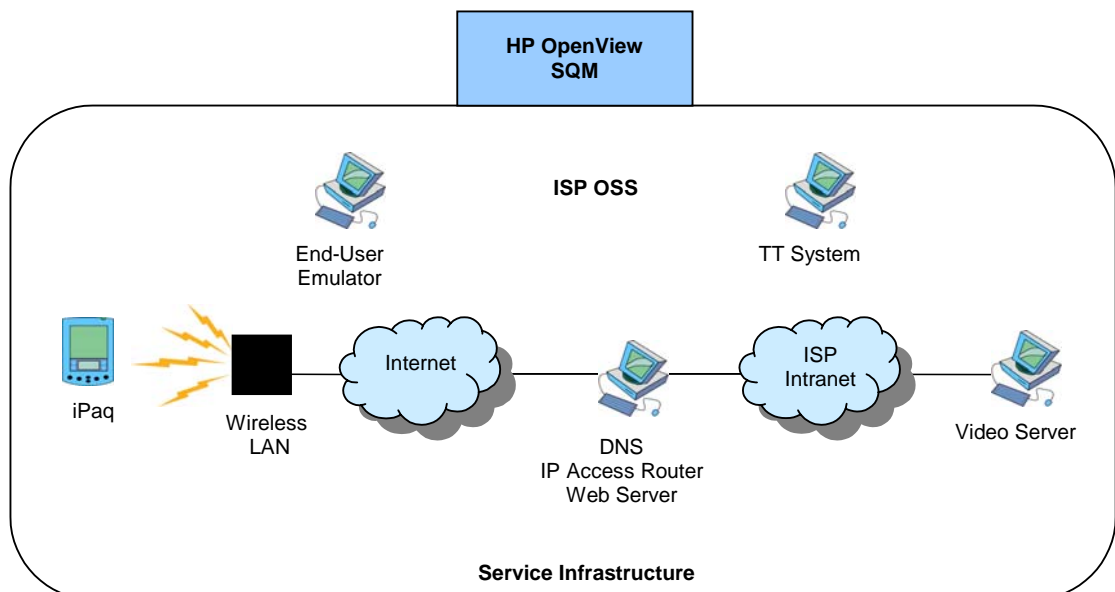 HP OpenView
SQM
ISP OSS
End-User
Emulator
TT System
iPaq
Wireless
LAN
Internet
DNS
IP Access Router
Web Server
ISP
Intranet
Video Server
Service Infrastructure